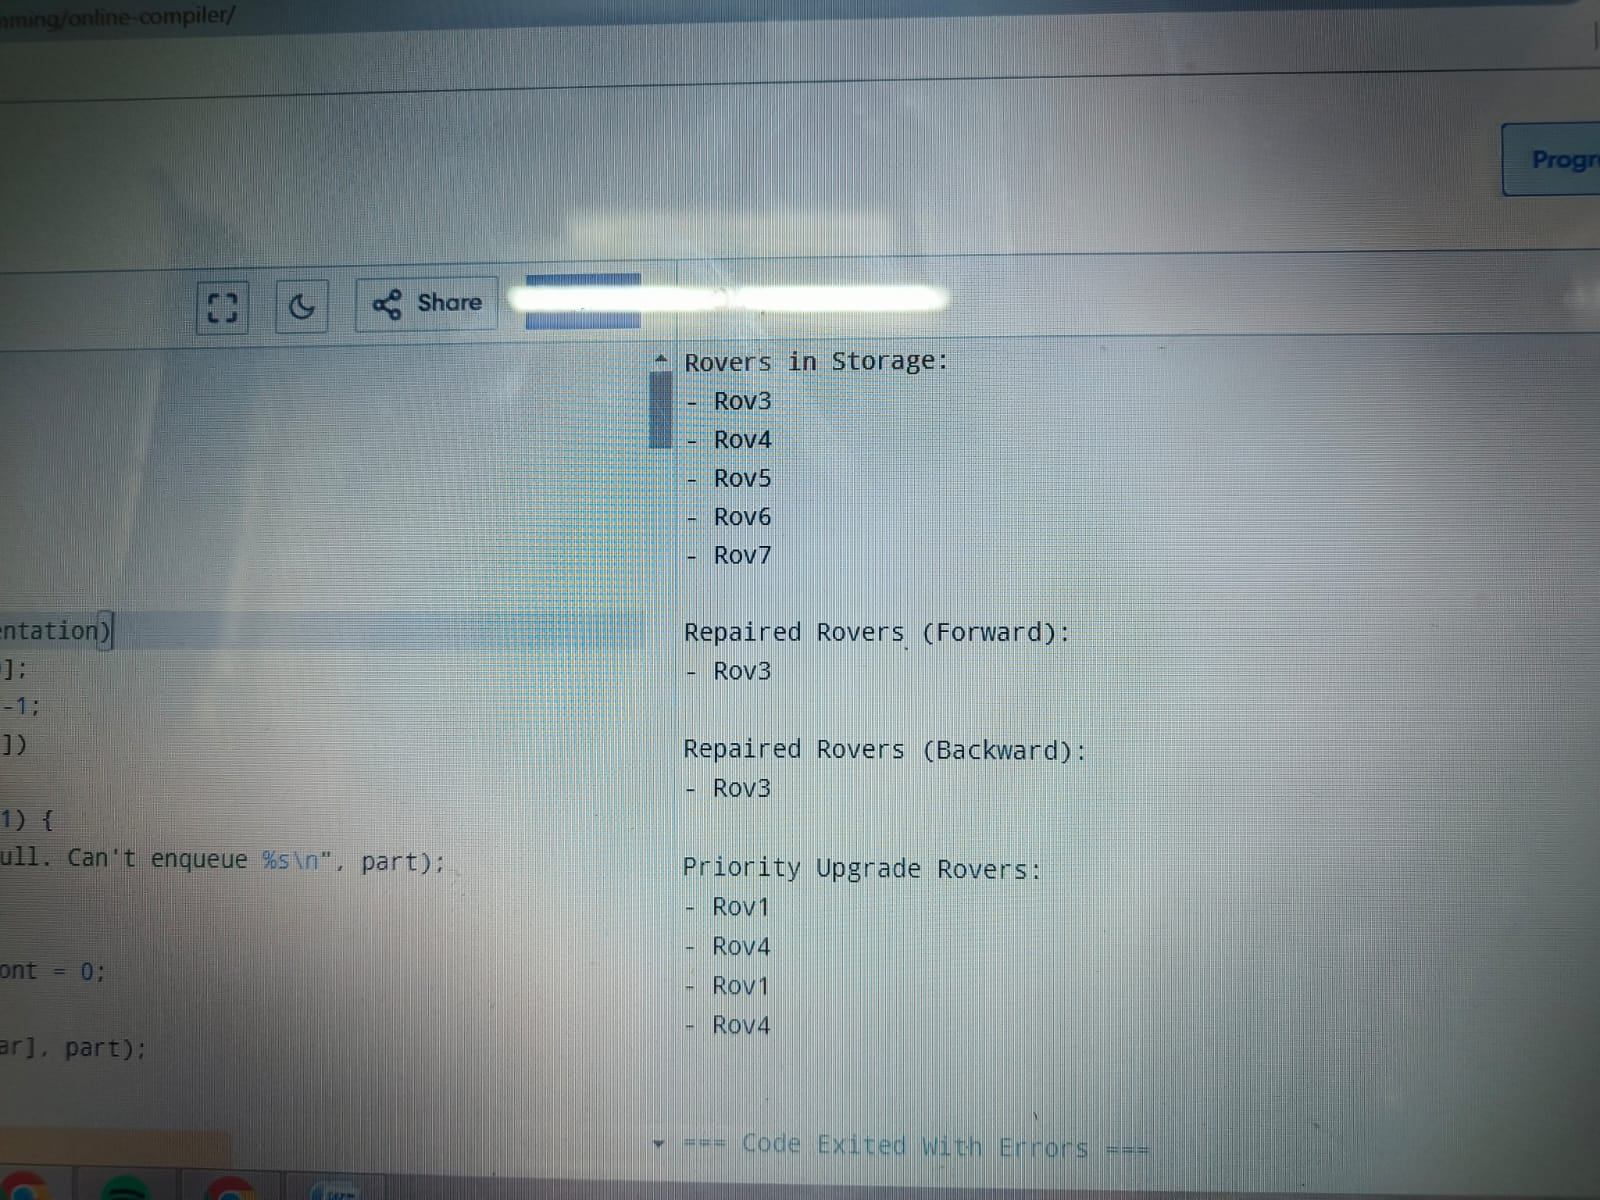 mming/online-compiler/
Progr
Share
entation)
];
-1;
])
1) {
ull. Can't enqueue %s\n", part);
ont = 0;
ar], part);
Rovers in Storage:
- Rov3
- Rov4
- Rov5
- Rov6
- Rov7
Repaired Rovers (Forward):
- Rov3
Repaired Rovers (Backward):
- Rov3
Priority Upgrade Rovers:
- Rov1
- Rov4
- Rov1
- Rov4
=== Code Exited With Errors ===